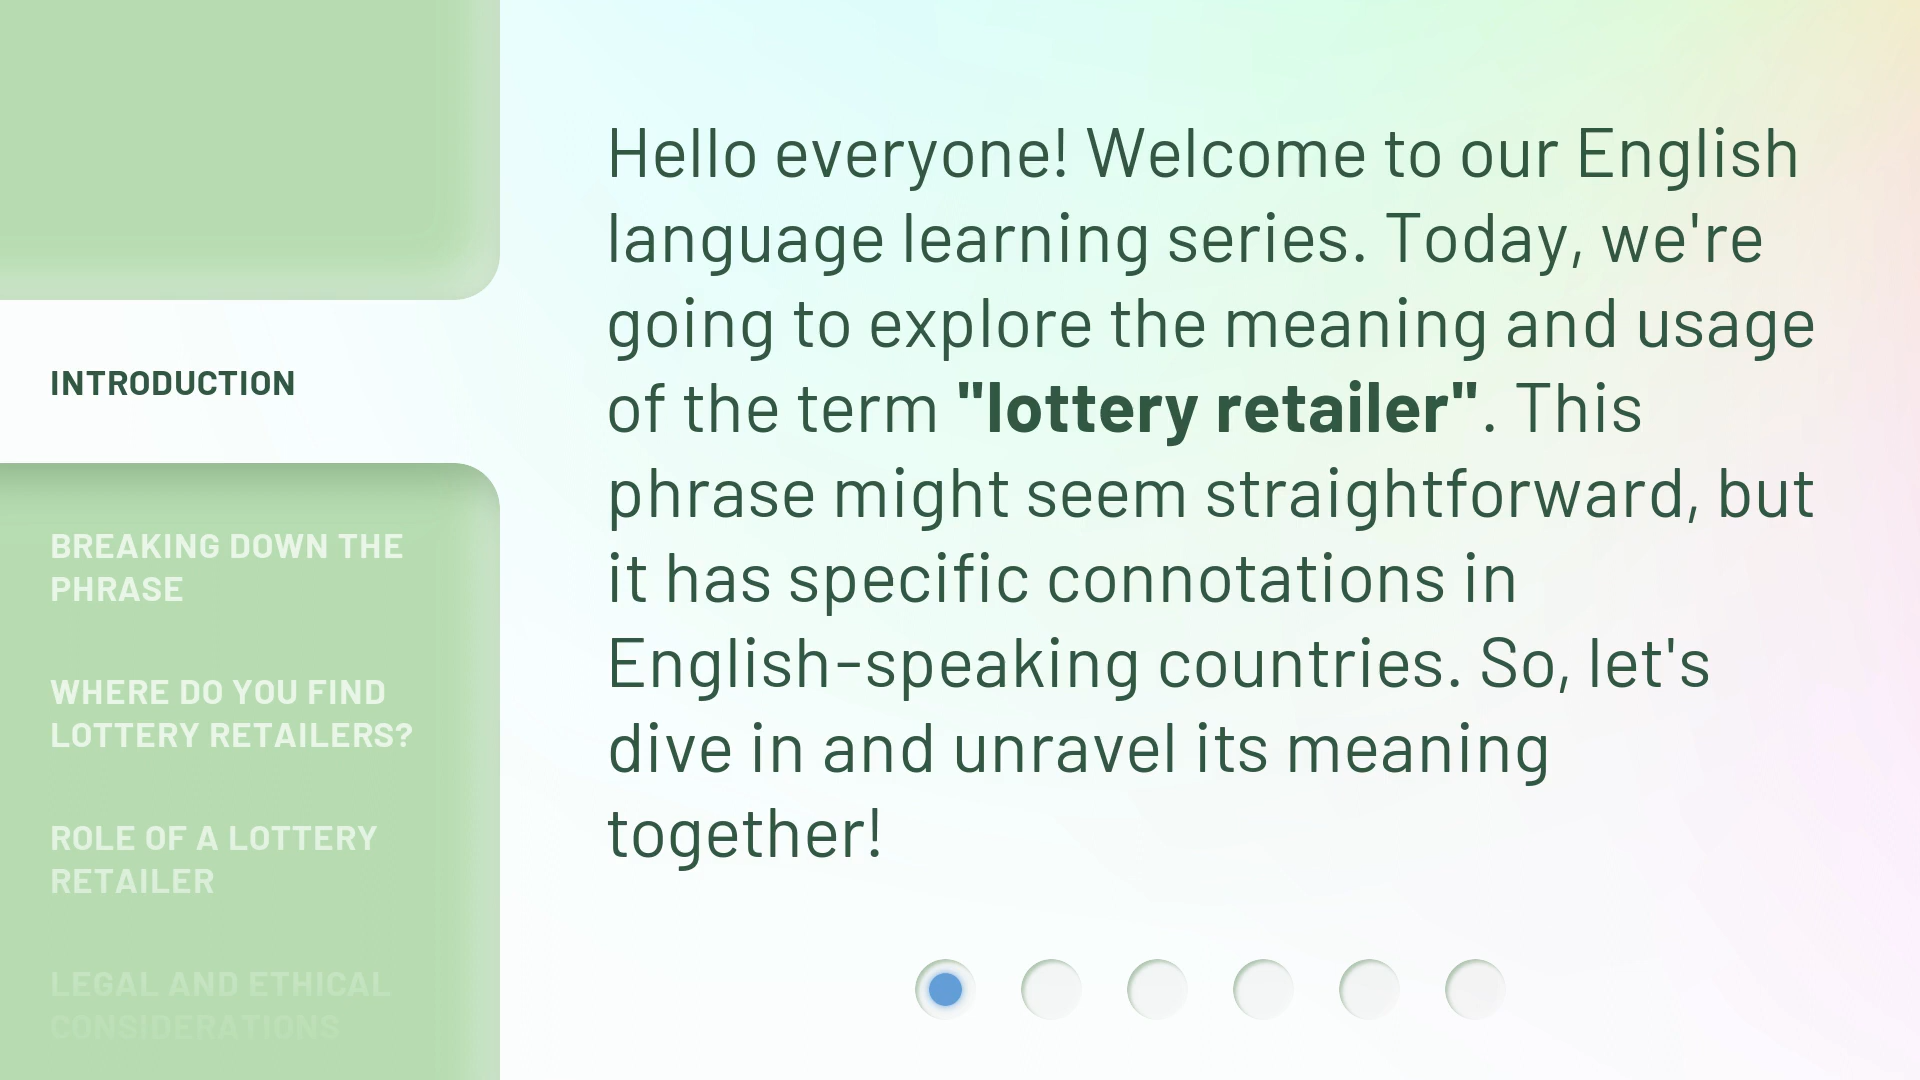 INTRODUCTION
BREAKING DOWN THE
PHRASE
WHERE DO YOU FIND
LOTTERY RETAILERS?
ROLE OF A LOTTERY
RETAILER
LEGAL AND ETHICAL
CONSIDERATIONS
Hello everyone! Welcome to our English
language learning series. Today, we're
going to explore the meaning and usage
of the term "lottery retailer". This
phrase might seem straightforward, but
it has specific connotations in
English-speaking countries. So, let's
dive in and unravel its meaning
together!